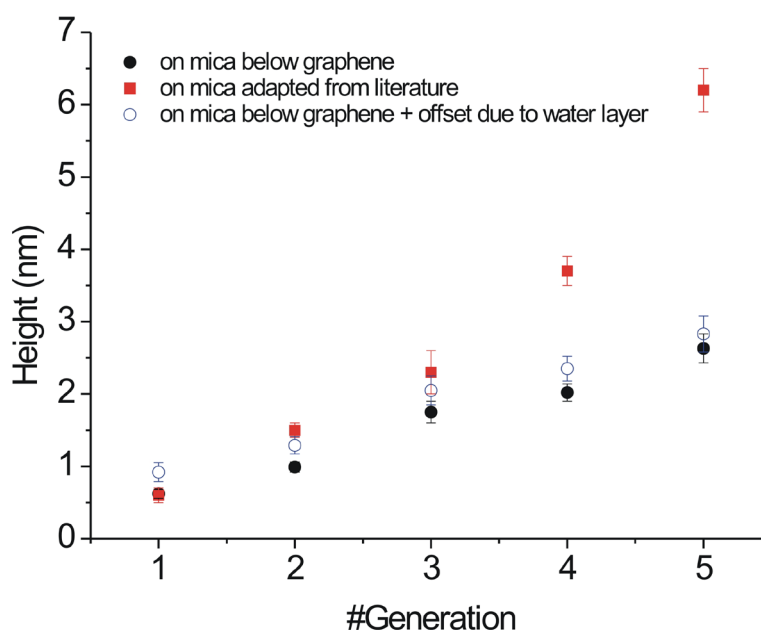 7
on mica below graphene
on mica adapted from literature
6
on mica below graphene + offset due to water layer
5
4
3
2
1
0
Height (nm)
1 2 3 4 5
#Generation